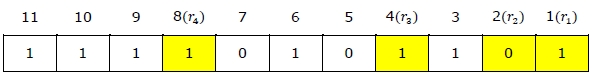 11 10 9 8(r₄) 7 6 5 4(r₃) 3 2(r₂) 1(r₁)
1 1 1 1 0 1 0 1 1 0 1